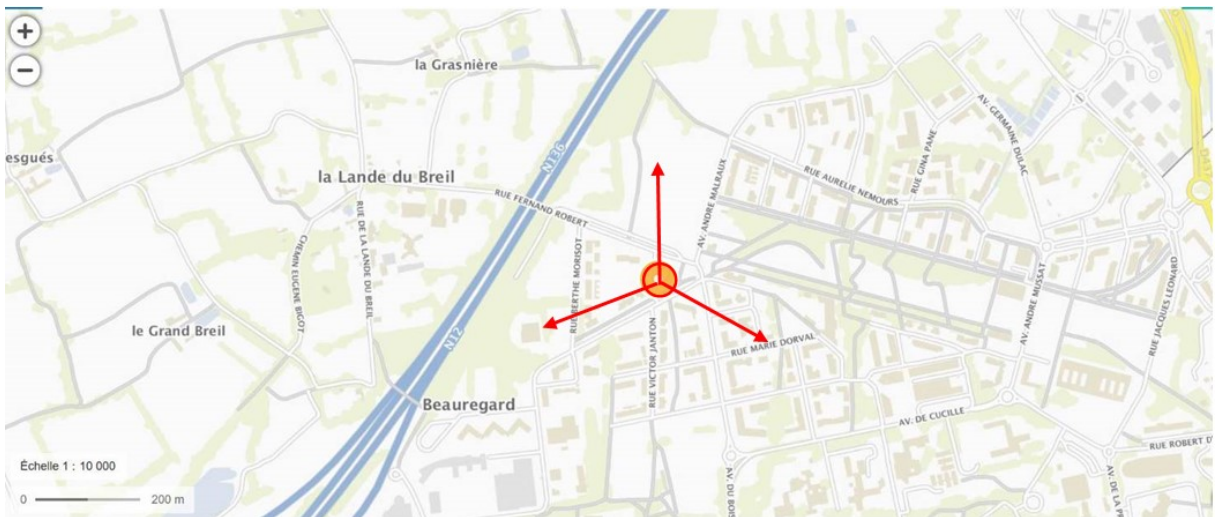 +
−
la Grasnière
N136
AV. GERMAINE DULAC
esgués
la Lande du Breil
RUE FERNAND ROBERT
AV. ANDRE MALRAUX
RUE AURELIE NEMOURS
RUE GINA PANE
RUE DE LA LANDE DU BREIL
CHEMIN EUGENE BIGOT
RUE BERTHE MORISOT
AV. ANDRE MUSSAT
RUE JACQUES LEONARD
le Grand Breil
N12
RUE VICTOR JANTON
RUE MARIE DORVAL
Beauregard
AV. DE CUCILLE
RUE ROBERT D
AV. DU BOIS
AV. DE LA P
Échelle 1 : 10 000
0 200 m